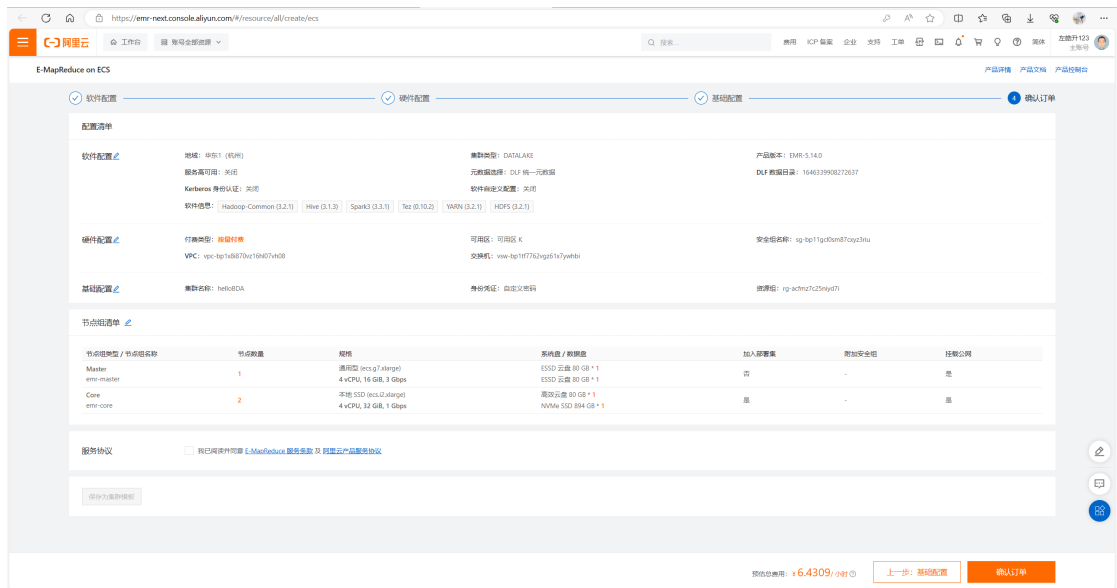 https://emr-next.console.aliyun.com/#/resource/all/create/ecs
阿里云 工作台 账号全部资源 搜索... 费用 ICP 备案 企业 支持 工单 简体 左皓升123
主账号
E-MapReduce on ECS 产品详情 产品文档 产品控制台
软件配置 硬件配置 基础配置 4 确认订单
配置清单
软件配置 地域: 华东1 (杭州) 集群类型: DATALAKE 产品版本: EMR-5.14.0
服务高可用: 关闭 元数据选择: DLF 统一元数据 DLF 数据目录: 1646339908272637
Kerberos 身份认证: 关闭 软件自定义配置: 关闭
软件信息: Hadoop-Common (3.2.1) Hive (3.1.3) Spark3 (3.3.1) Tez (0.10.2) YARN (3.2.1) HDFS (3.2.1)
硬件配置 付费类型: 按量付费 可用区: 可用区 K 安全组名称: sg-bp11gcl0sm87cxyz3riu
VPC: vpc-bp1x8i870vz16hl07vh08 交换机: vsw-bp1tf7762vgz61x7ywhbi
基础配置 集群名称: helloBDA 身份凭证: 自定义密码 资源组: rg-acfmz7c25niyd7i
节点组清单
节点组类型 / 节点组名称 节点数量 规格 系统盘 / 数据盘 加入部署集 附加安全组 挂载公网
Master 通用型 (ecs.g7.xlarge) ESSD 云盘 80 GB * 1
1 否 - 是
emr-master 4 vCPU, 16 GiB, 3 Gbps ESSD 云盘 80 GB * 1
Core 本地 SSD (ecs.i2.xlarge) 高效云盘 80 GB * 1
2 是 - 是
emr-core 4 vCPU, 32 GiB, 1 Gbps NVMe SSD 894 GB * 1
服务协议 我已阅读并同意 E-MapReduce 服务条款 及 阿里云产品服务协议
保存为集群模板
预估总费用: ¥ 6.4309 / 小时 上一步: 基础配置 确认订单